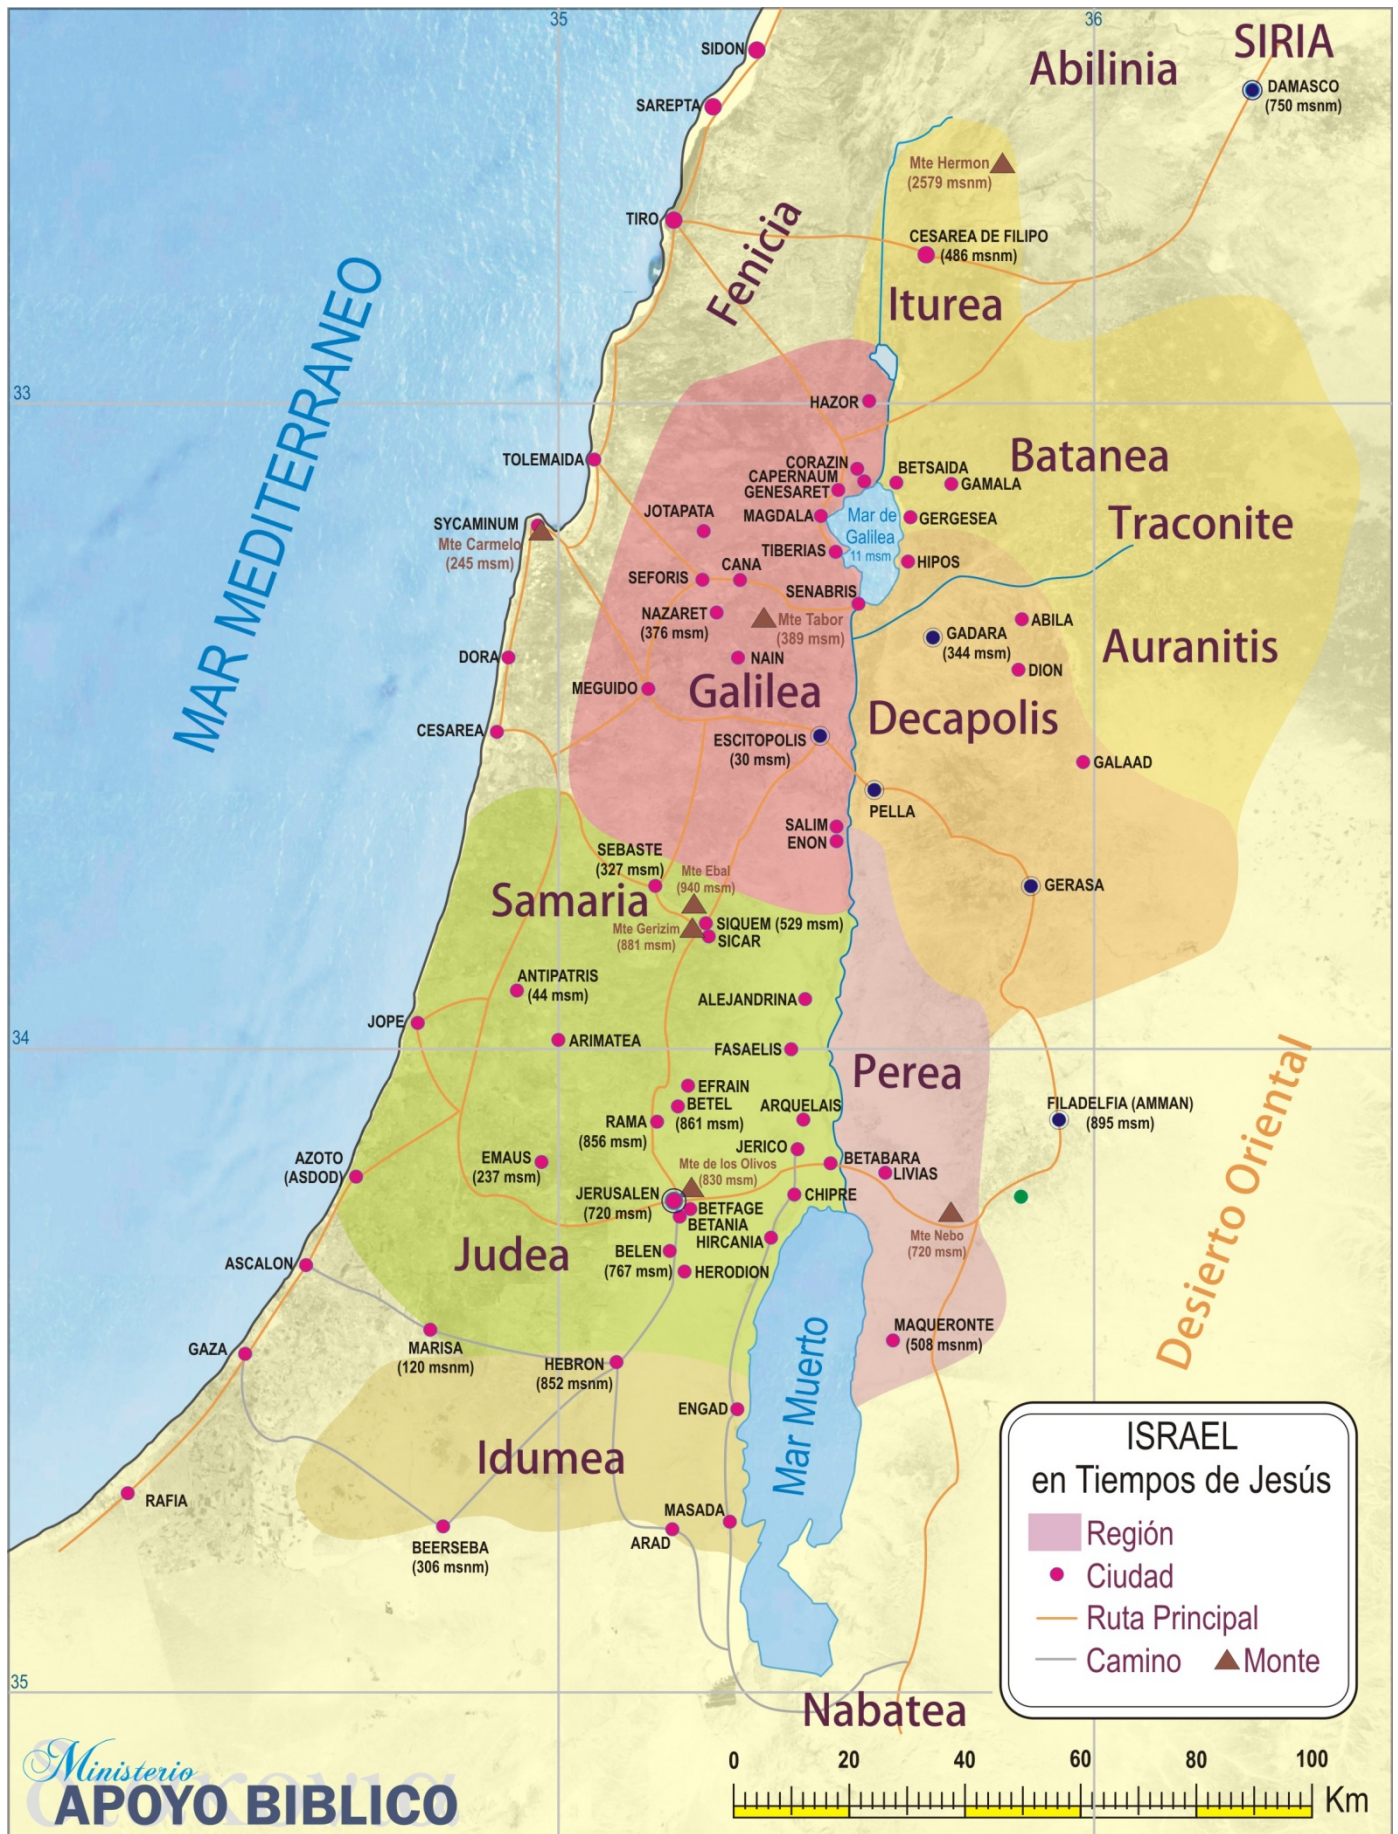 35
36
SIDON
SIRIA
Abilinia
DAMASCO
(750 msnm)
SAREPTA
Mte Hermon
(2579 msnm)
TIRO
Fenicia
CESAREA DE FILIPO
(486 msnm)
Iturea
MAR MEDITERRANEO
33
HAZOR
TOLEMAIDA
Batanea
CORAZIN
CAPERNAUM
GENESARET
BETSAIDA
GAMALA
JOTAPATA
MAGDALA
Mar de
Galilea
11 msm
GERGESEA
Traconite
SYCAMINUM
Mte Carmelo
(245 msm)
TIBERIAS
HIPOS
SEFORIS
CANA
SENABRIS
NAZARET
(376 msm)
Mte Tabor
(389 msm)
ABILA
GADARA
(344 msm)
Auranitis
DORA
NAIN
DION
MEGUIDO
Galilea
Decapolis
CESAREA
ESCITOPOLIS
(30 msm)
GALAAD
PELLA
SALIM
ENON
SEBASTE
(327 msm)
Mte Ebal
(940 msm)
GERASA
Samaria
SIQUEM (529 msm)
Mte Gerizim
(881 msm)
SICAR
ANTIPATRIS
(44 msm)
ALEJANDRINA
JOPE
34
ARIMATEA
FASAELIS
Perea
EFRAIN
BETEL
(861 msm)
ARQUELAIS
RAMA
(856 msm)
FILADELFIA (AMMAN)
(895 msm)
JERICO
EMAUS
(237 msm)
Mte de los Olivos
(830 msm)
BETABARA
LIVIAS
AZOTO
(ASDOD)
JERUSALEN
(720 msm)
CHIPRE
BETFAGE
BETANIA
HIRCANIA
Mte Nebo
(720 msm)
Desierto Oriental
Judea
BELEN
(767 msm)
HERODION
ASCALON
MAQUERONTE
(508 msnm)
MARISA
(120 msnm)
GAZA
HEBRON
(852 msnm)
Mar Muerto
ENGAD
Idumea
RAFIA
MASADA
ARAD
BEERSEBA
(306 msnm)
35
Nabatea
ISRAEL
en Tiempos de Jesús
Región
Ciudad
Ruta Principal
Camino
Monte
0 20 40 60 80 100
Km
Ministerio
APOYO BIBLICO